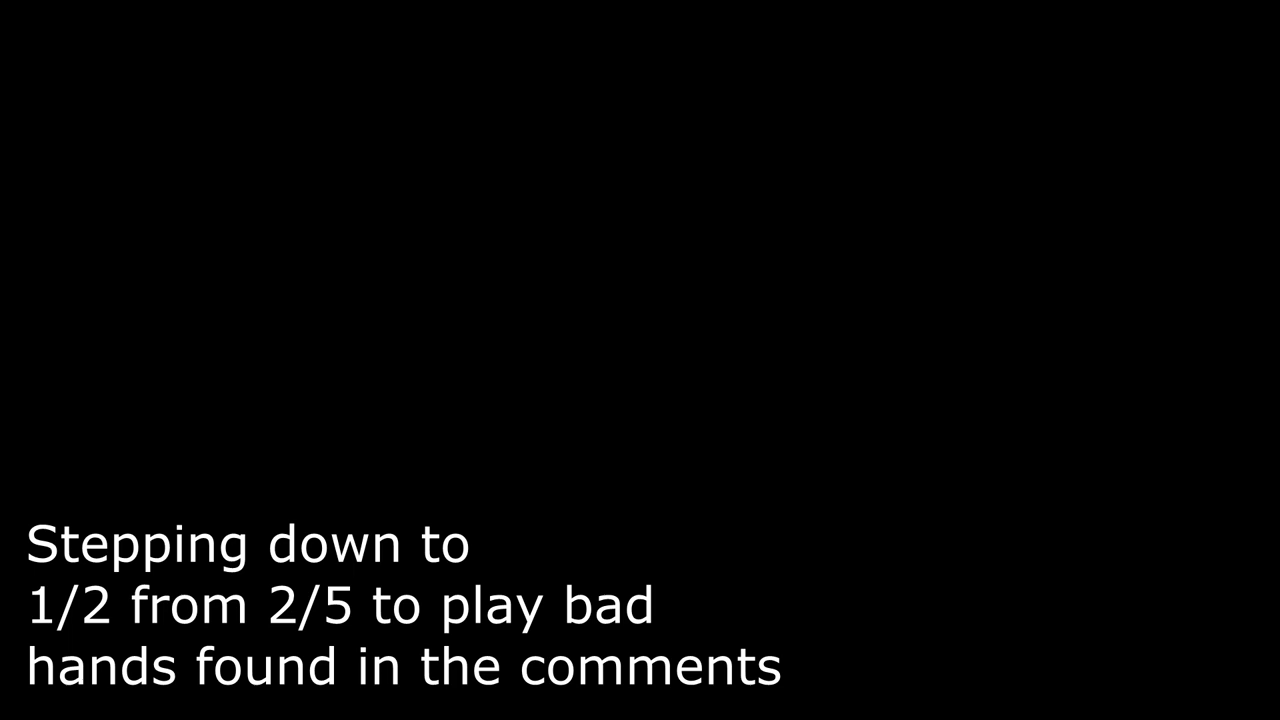 Stepping down to
1/2 from 2/5 to play bad
hands found in the comments